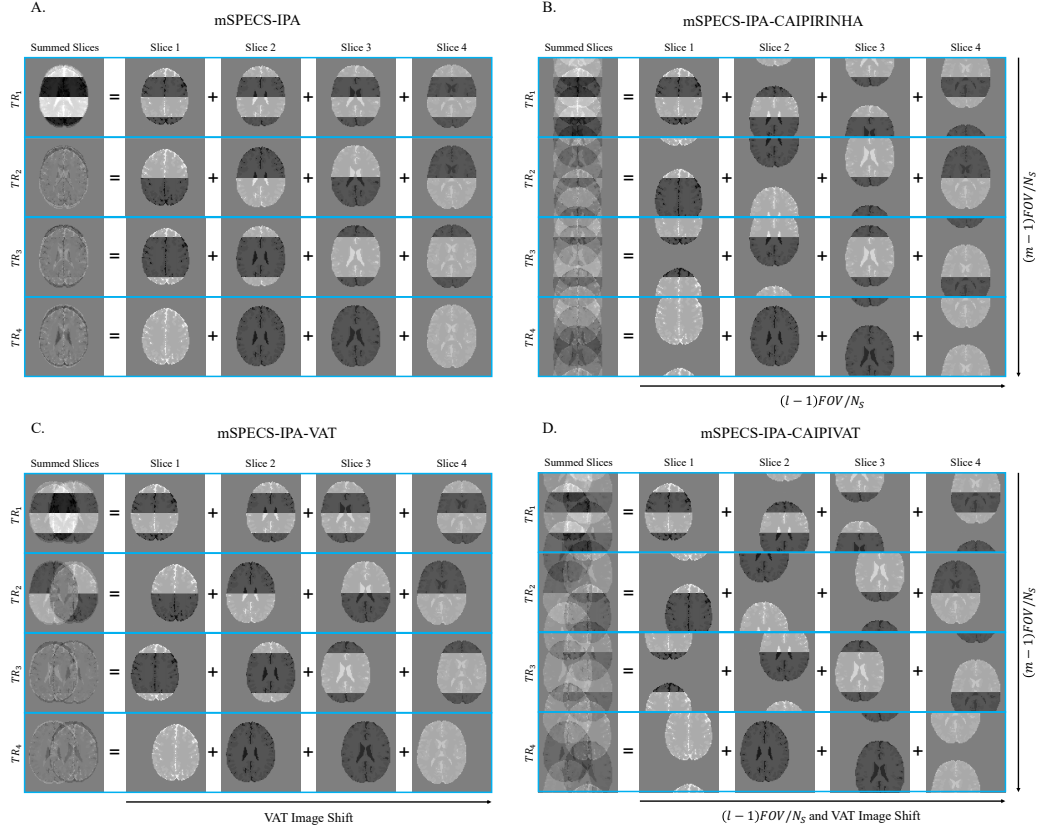 A.
mSPECS-IPA
Summed Slices Slice 1 Slice 2 Slice 3 Slice 4
TR₁ = + + +
TR₂ = + + +
TR₃ = + + +
TR₄ = + + +
B.
mSPECS-IPA-CAIPIRINHA
Summed Slices Slice 1 Slice 2 Slice 3 Slice 4
TR₁ = + + +
TR₂ = + + +
TR₃ = + + +
TR₄ = + + +
(m − 1)FOV/N_S
(l − 1)FOV/N_S
C.
mSPECS-IPA-VAT
Summed Slices Slice 1 Slice 2 Slice 3 Slice 4
TR₁ = + + +
TR₂ = + + +
TR₃ = + + +
TR₄ = + + +
VAT Image Shift
D.
mSPECS-IPA-CAIPIVAT
Summed Slices Slice 1 Slice 2 Slice 3 Slice 4
TR₁ = + + +
TR₂ = + + +
TR₃ = + + +
TR₄ = + + +
(m − 1)FOV/N_S
(l − 1)FOV/N_S and VAT Image Shift